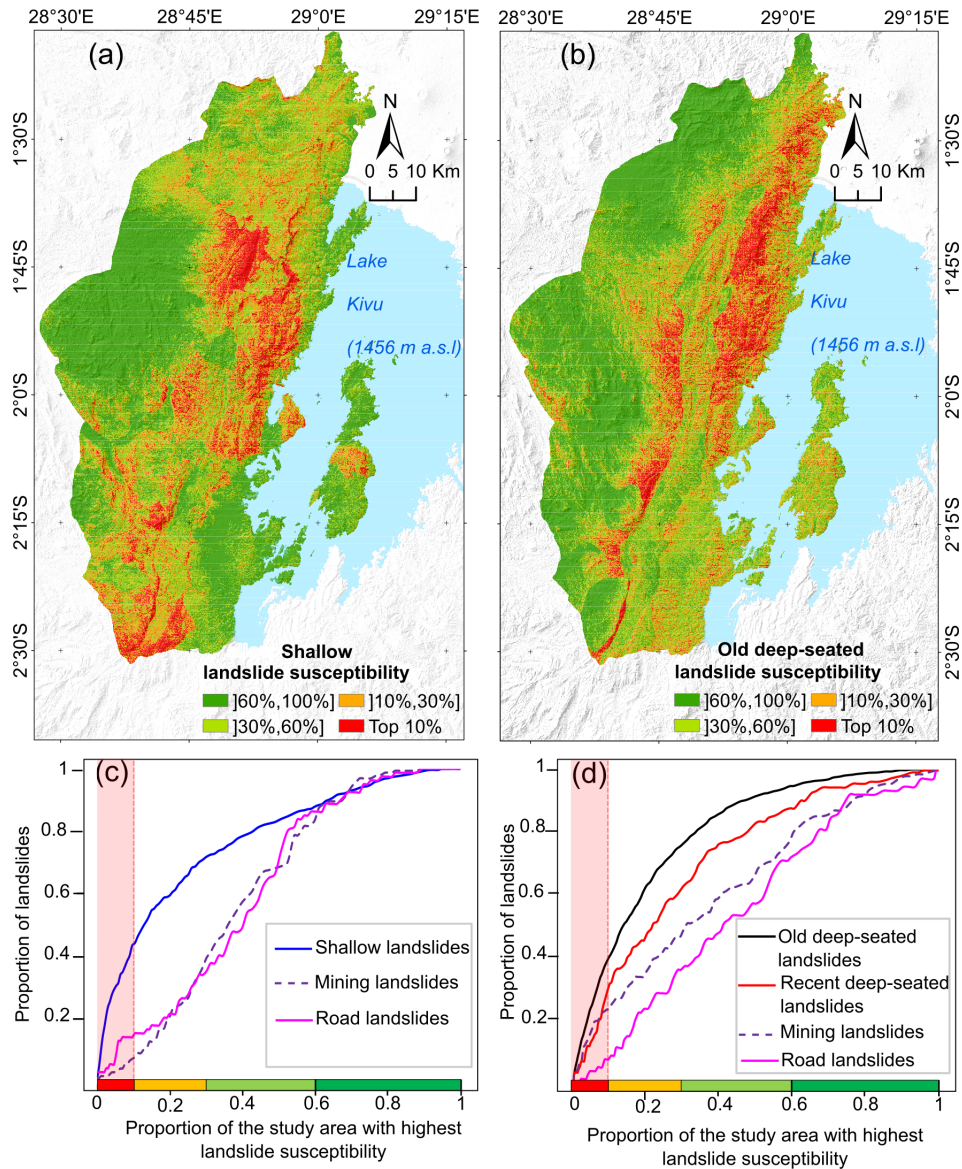 28°30'E 28°45'E 29°0'E 29°15'E
28°30'E 28°45'E 29°0'E 29°15'E
(a)
(b)
N
N
0 5 10 Km
0 5 10 Km
1°30'S
1°45'S
2°0'S
2°15'S
2°30'S
1°30'S
1°45'S
2°0'S
2°15'S
2°30'S
Lake
Kivu
(1456 m a.s.l)
Lake
Kivu
(1456 m a.s.l)
Shallow
landslide susceptibility
]60%,100%] ]10%,30%]
]30%,60%] Top 10%
Old deep-seated
landslide susceptibility
]60%,100%] ]10%,30%]
]30%,60%] Top 10%
(c)
Proportion of landslides
1
0.8
0.6
0.4
0.2
Shallow landslides
Mining landslides
Road landslides
0 0.2 0.4 0.6 0.8 1
Proportion of the study area with highest
landslide susceptibility
(d)
Proportion of landslides
1
0.8
0.6
0.4
0.2
Old deep-seated
landslides
Recent deep-seated
landslides
Mining landslides
Road landslides
0 0.2 0.4 0.6 0.8 1
Proportion of the study area with highest
landslide susceptibility